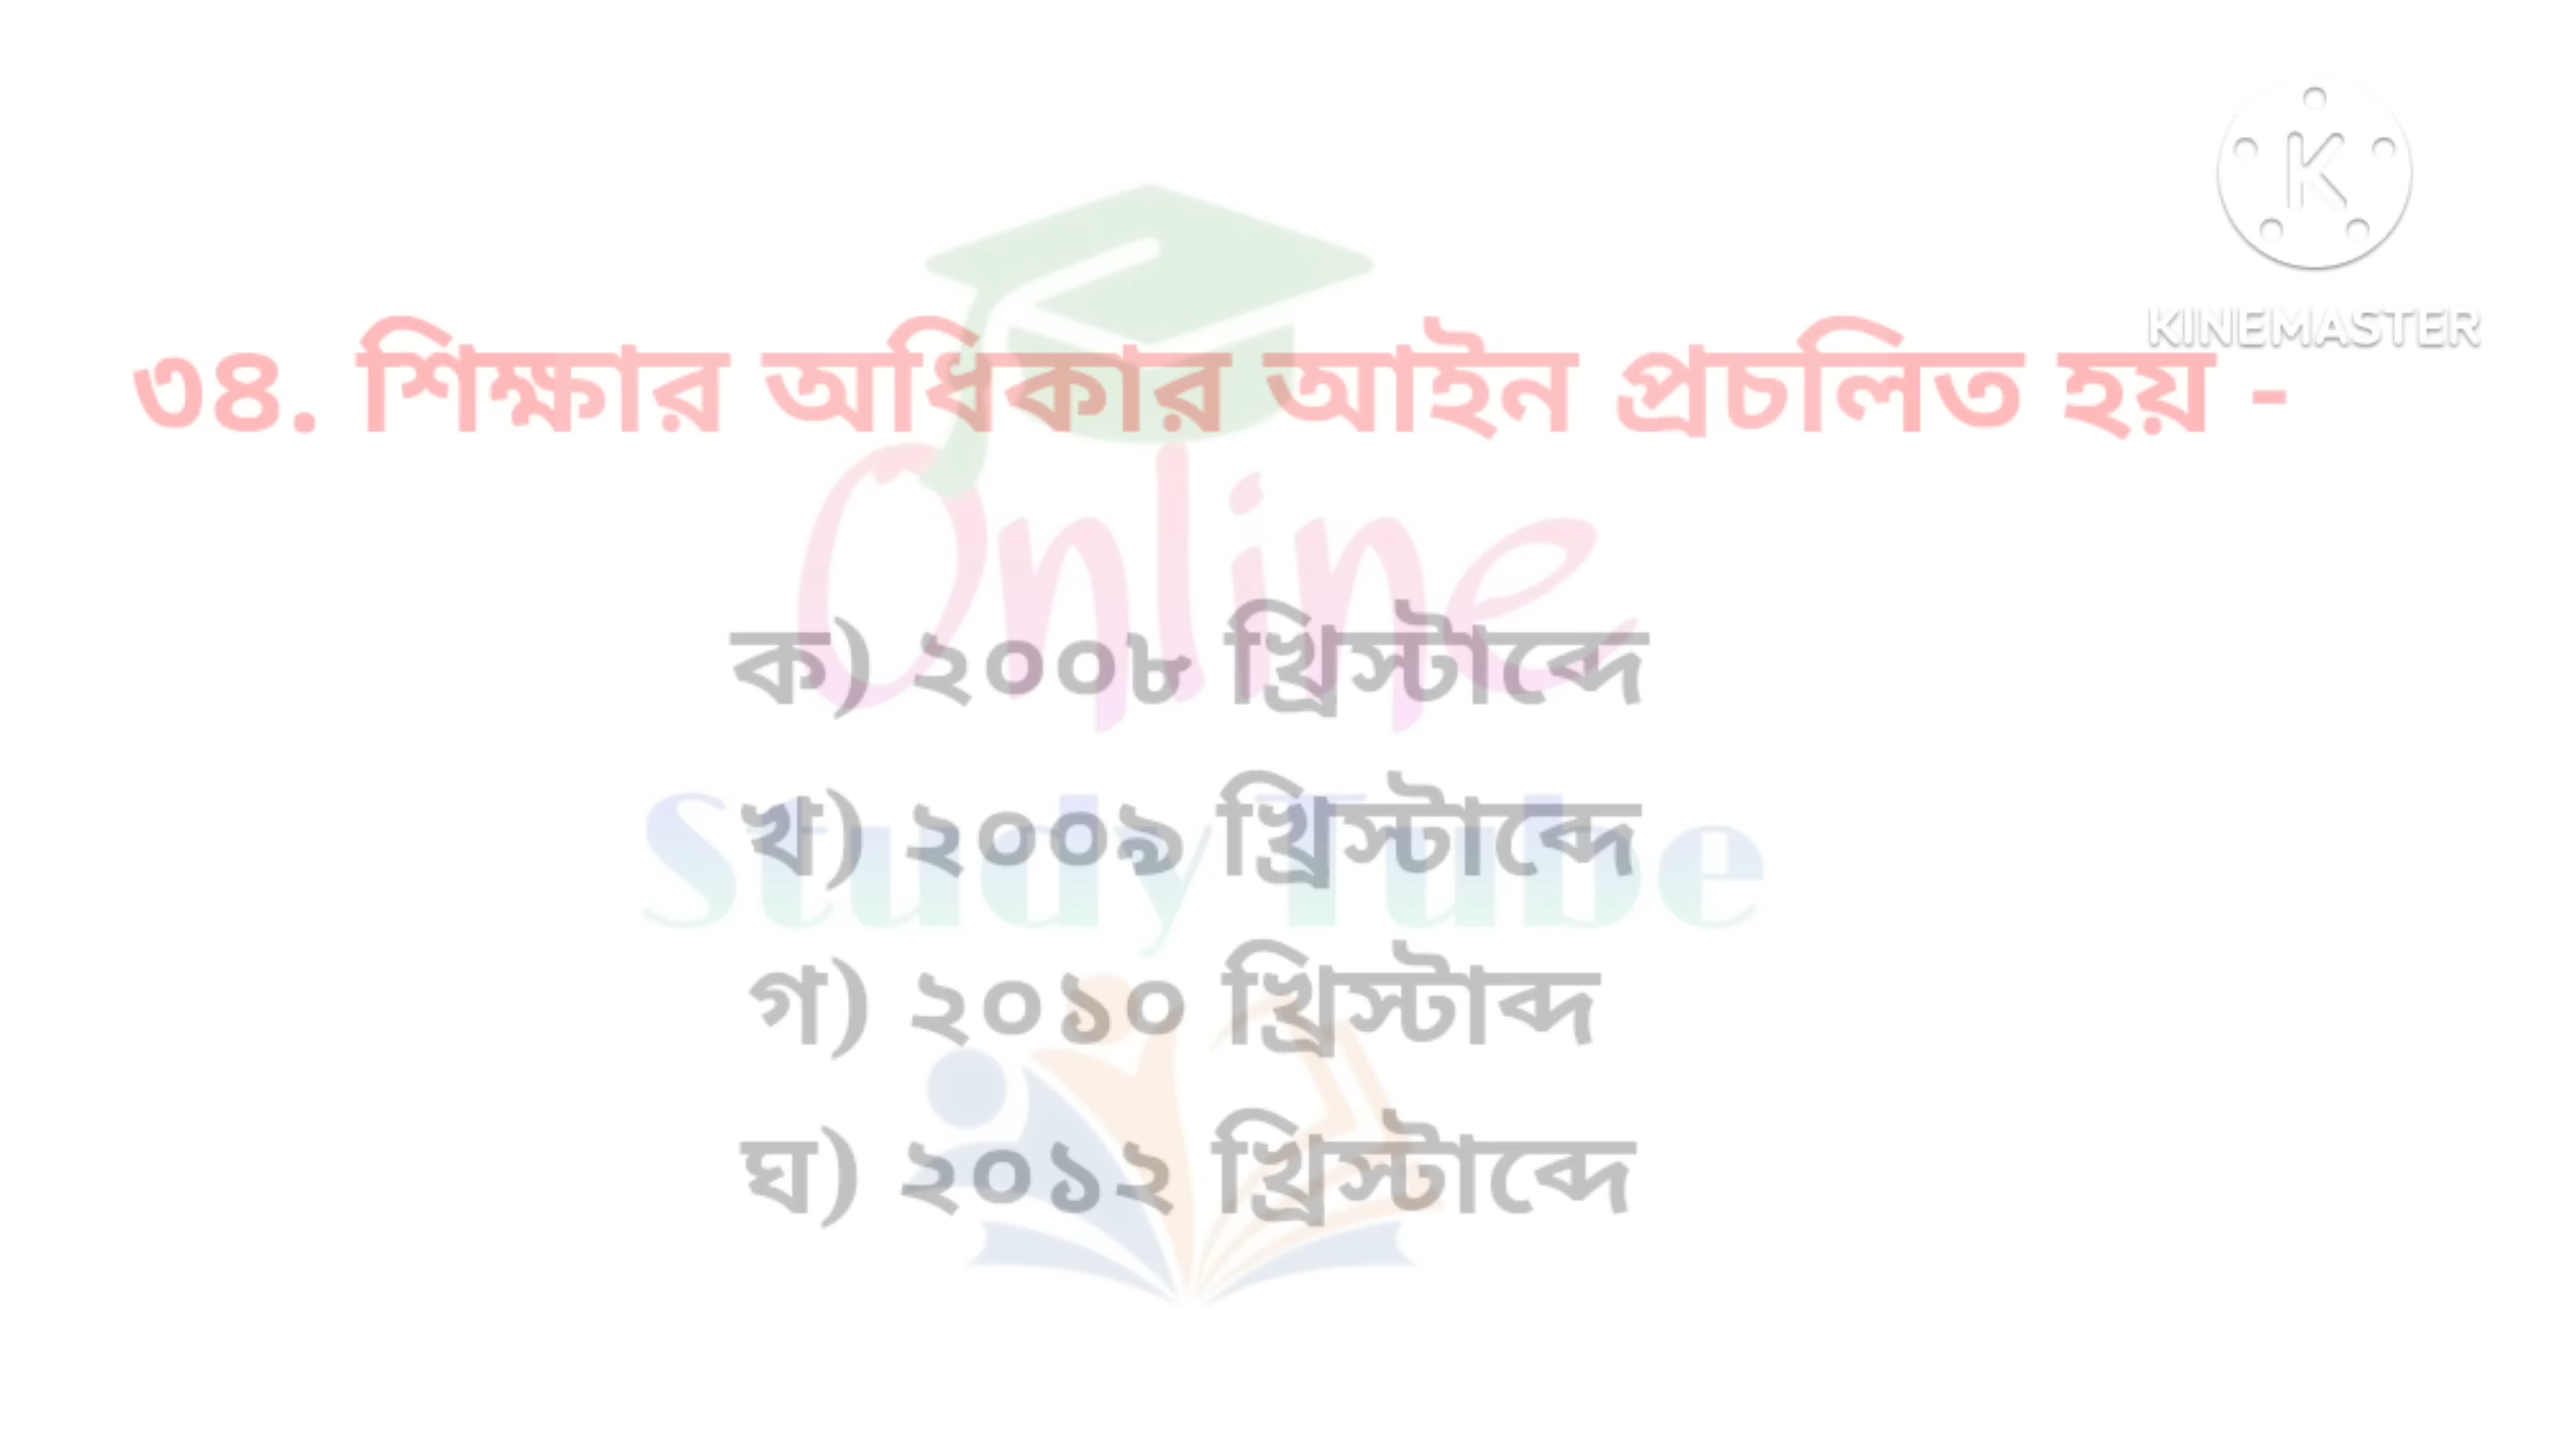 KINEMASTER
৩৪. শিক্ষার অধিকার আইন প্রচলিত হয় -
Online
ক) ২০০৮ খ্রিস্টাব্দে
Study Tube
খ) ২০০৯ খ্রিস্টাব্দে
গ) ২০১০ খ্রিস্টাব্দ
ঘ) ২০১২ খ্রিস্টাব্দে